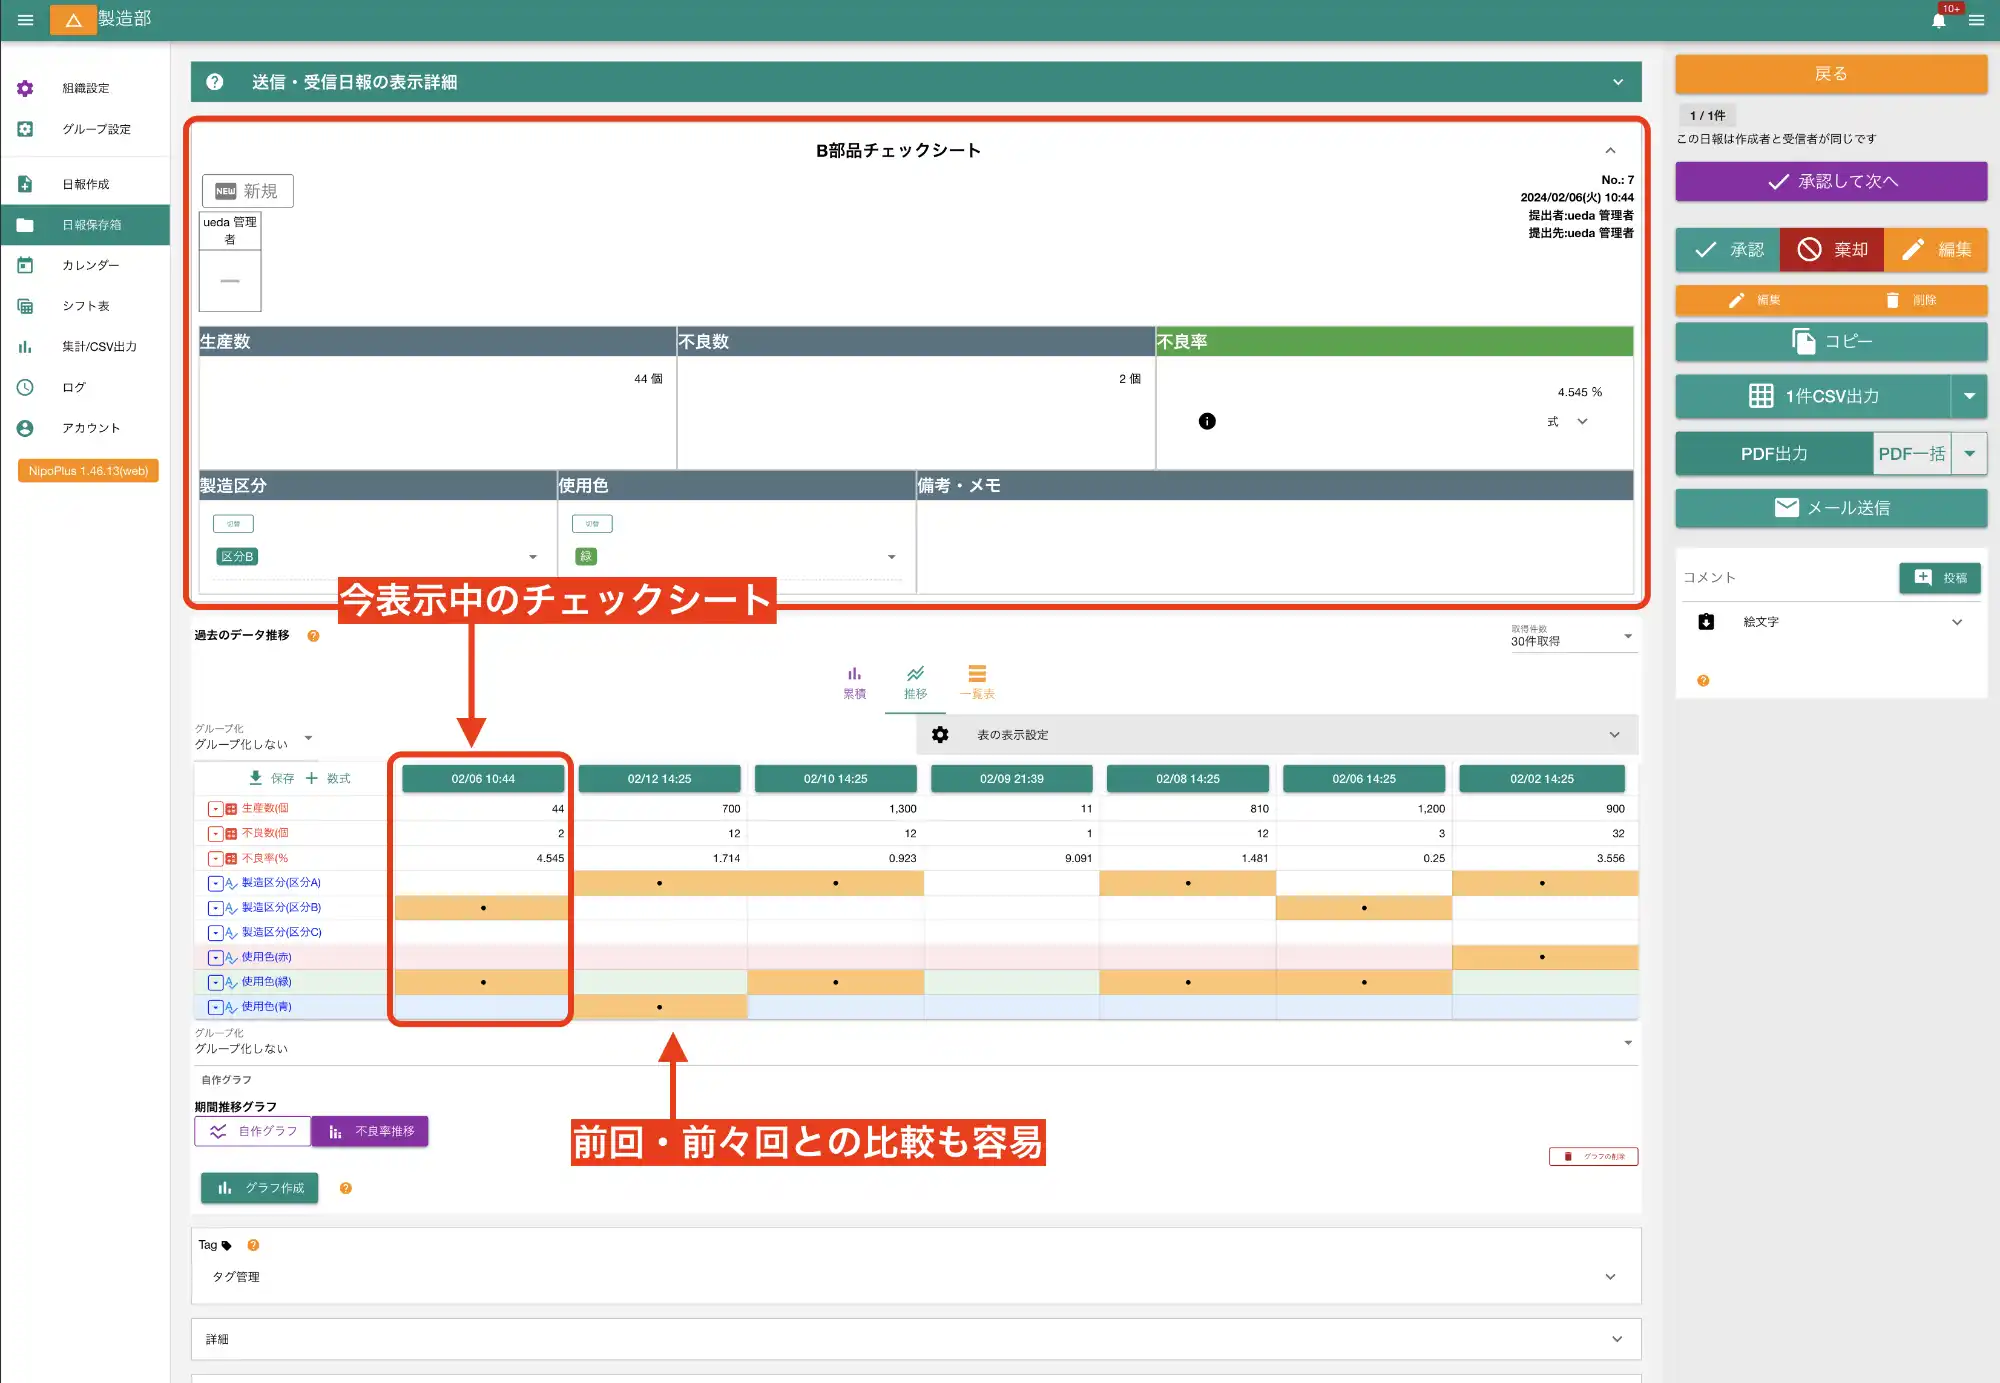 製造部
10+
組織設定
グループ設定
日報作成
日報保存箱
カレンダー
シフト表
集計/CSV出力
ログ
アカウント
NipoPlus 1.46.13(web)
送信・受信日報の表示詳細
B部品チェックシート
NEW 新規
ueda 管理
者
No.: 7
2024/02/06(火) 10:44
提出者:ueda 管理者
提出先:ueda 管理者
生産数 不良数 不良率
44 個 2 個 4.545 %
式
製造区分 使用色 備考・メモ
切替 切替
区分B 緑
今表示中のチェックシート
過去のデータ推移
取得件数
30件取得
累積 推移 一覧表
グループ化
グループ化しない
表の表示設定
保存 数式 02/06 10:44 02/12 14:25 02/10 14:25 02/09 21:39 02/08 14:25 02/06 14:25 02/02 14:25
生産数(個 44 700 1,300 11 810 1,200 900
不良数(個 2 12 12 1 12 3 32
不良率(% 4.545 1.714 0.923 9.091 1.481 0.25 3.556
製造区分(区分A) • • • •
製造区分(区分B) • •
製造区分(区分C)
使用色(赤) •
使用色(緑) • • • •
使用色(青) •
グループ化
グループ化しない
自作グラフ
期間推移グラフ
自作グラフ 不良率推移
前回・前々回との比較も容易
グラフの削除
グラフ作成
Tag
タグ管理
詳細
戻る
1 / 1件
この日報は作成者と受信者が同じです
承認して次へ
承認 棄却 編集
編集 削除
コピー
1件CSV出力
PDF出力 PDF一括
メール送信
コメント 投稿
絵文字